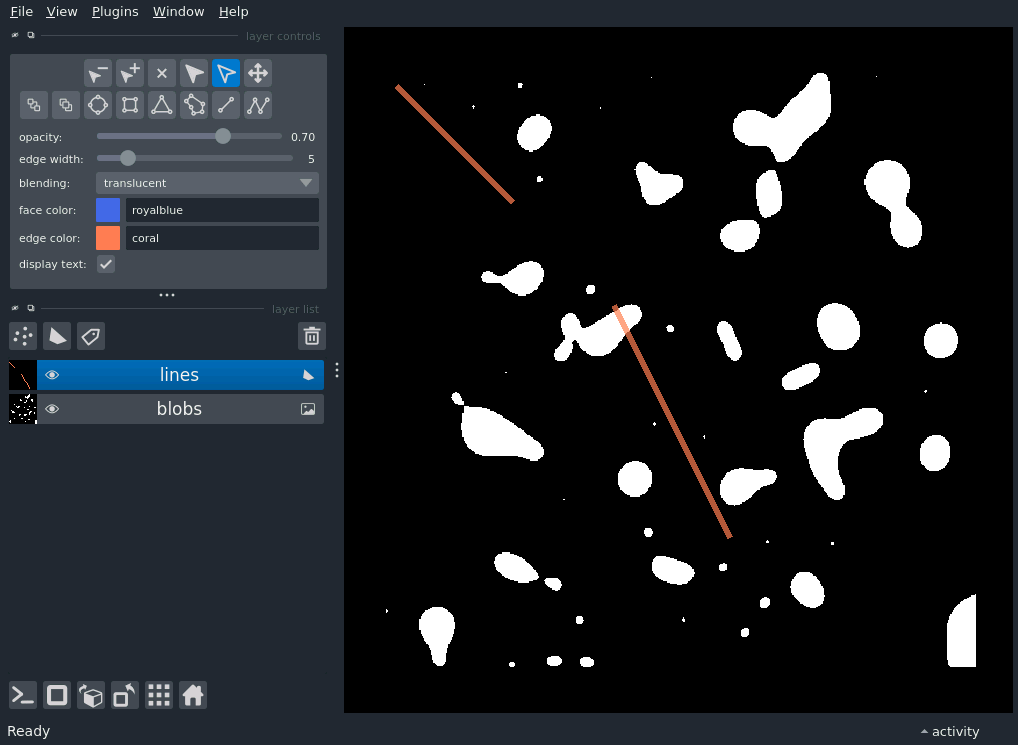 File View Plugins Window Help
layer controls
opacity: 0.70
edge width: 5
blending: translucent
face color: royalblue
edge color: coral
display text:
layer list
lines
blobs
Ready
activity